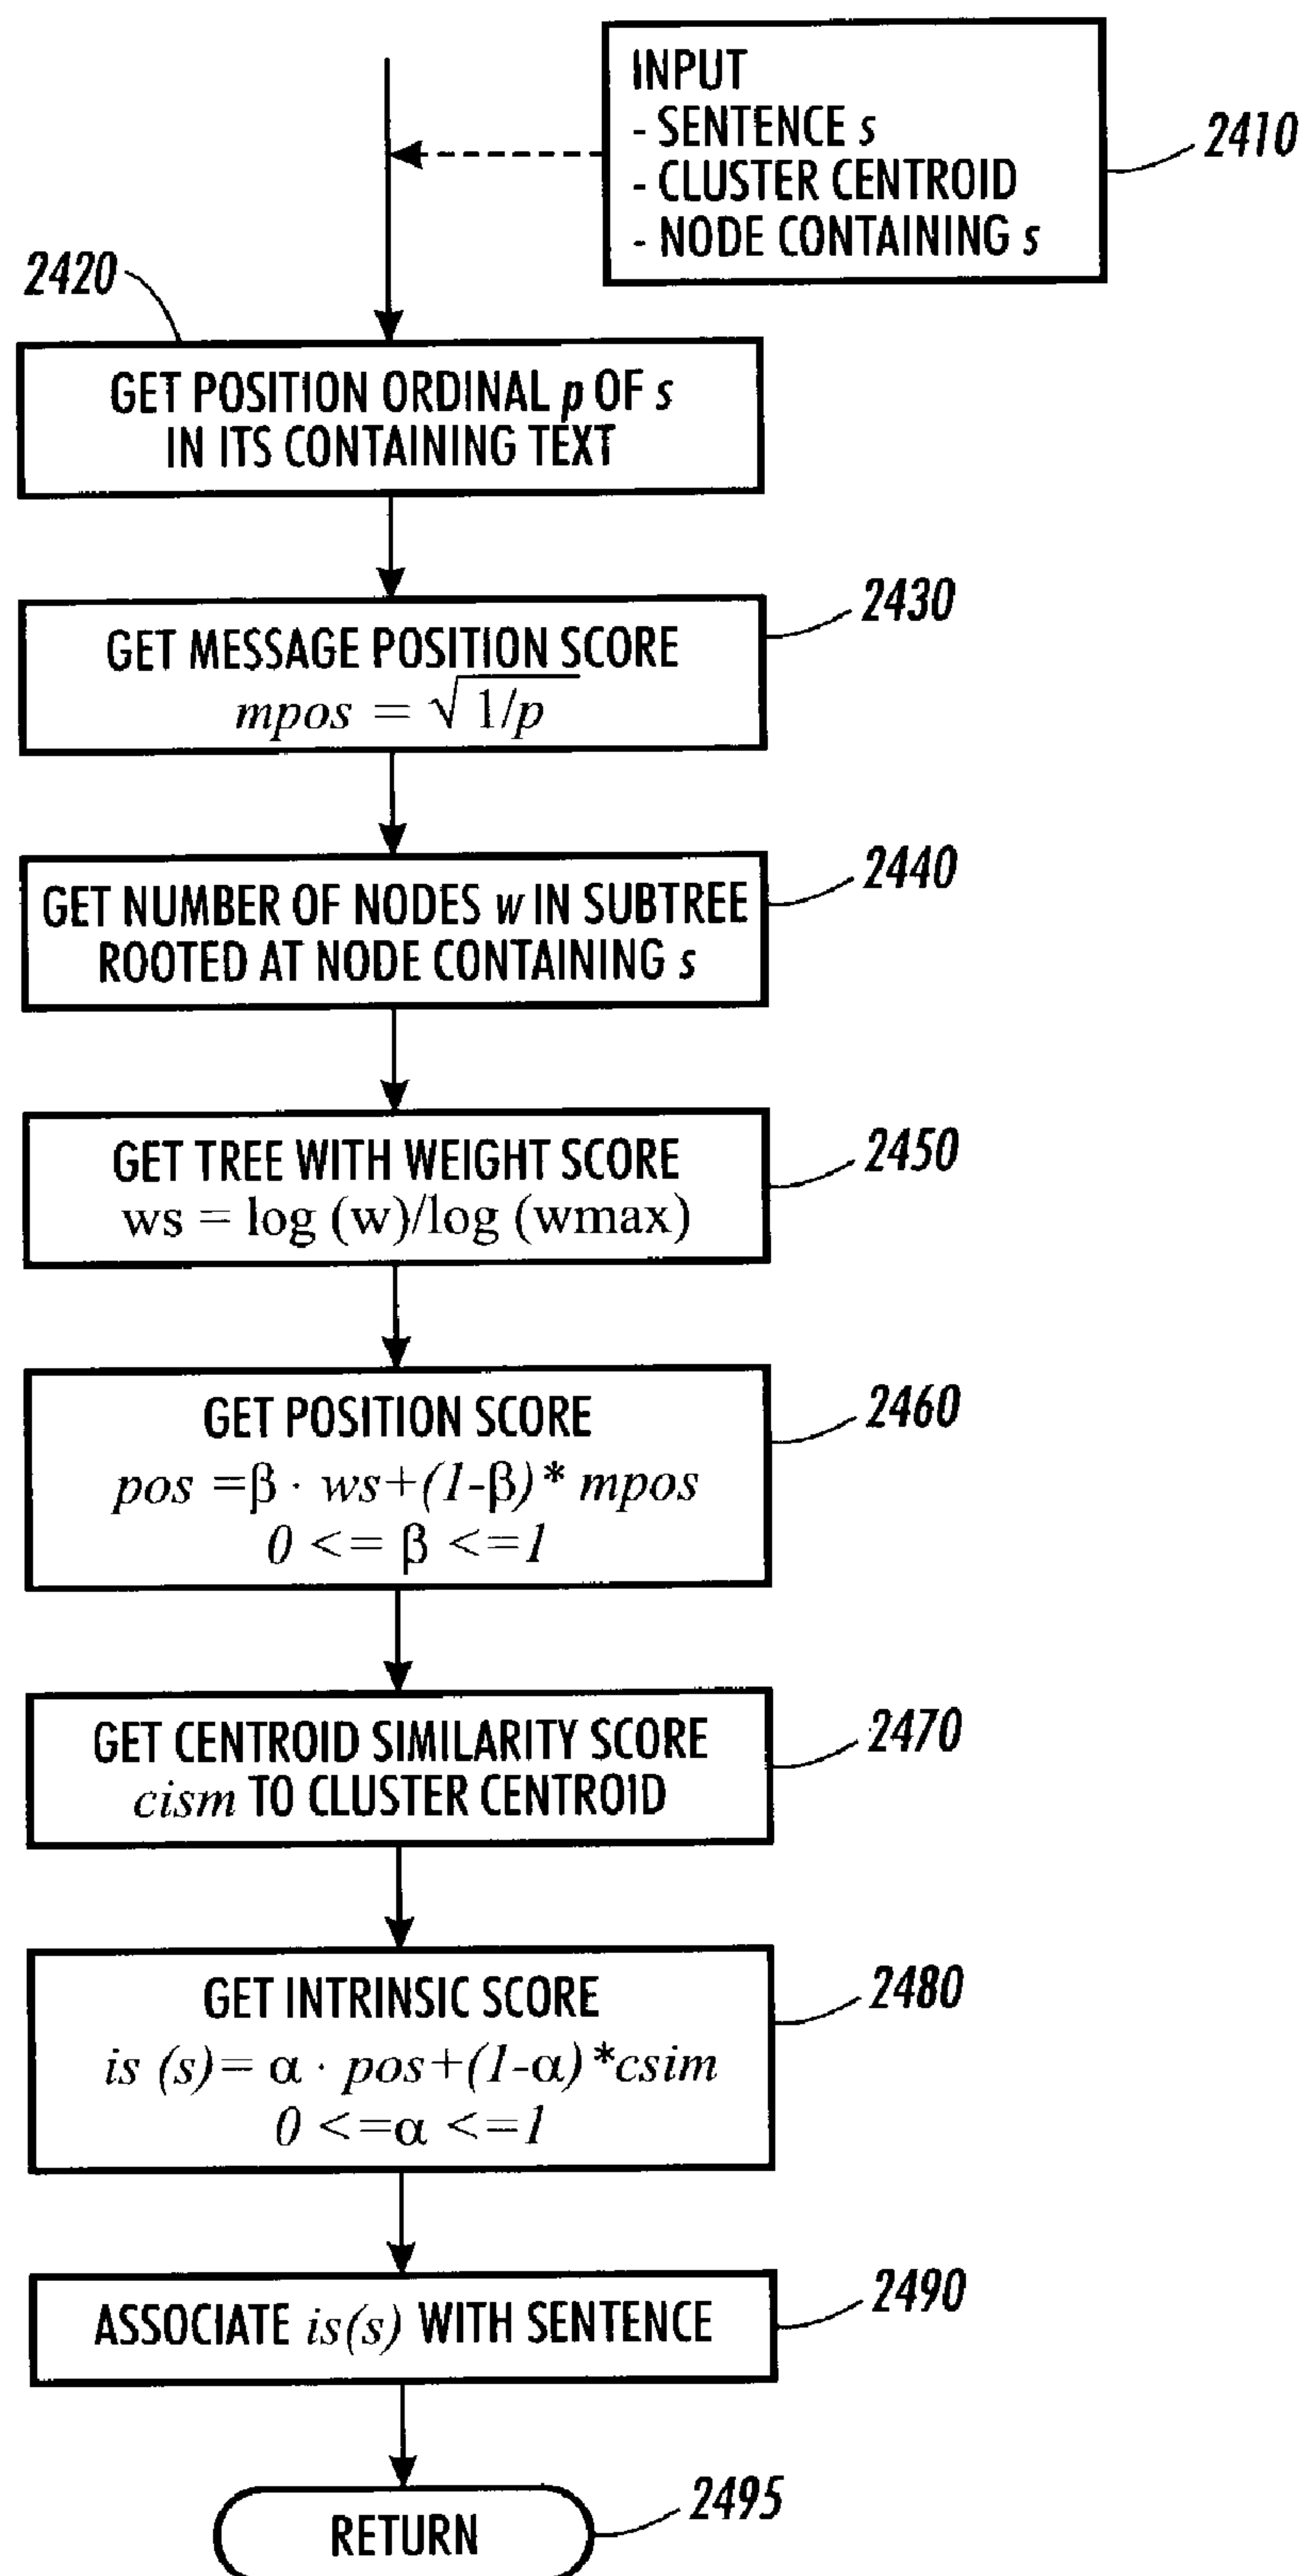 INPUT
- SENTENCE s
- CLUSTER CENTROID
- NODE CONTAINING s
2410
2420
GET POSITION ORDINAL p OF s
IN ITS CONTAINING TEXT
2430
GET MESSAGE POSITION SCORE
mpos = √1/p
2440
GET NUMBER OF NODES w IN SUBTREE
ROOTED AT NODE CONTAINING s
2450
GET TREE WITH WEIGHT SCORE
ws = log (w)/log (wmax)
2460
GET POSITION SCORE
pos =β · ws+(1-β)* mpos
0 <= β <=1
2470
GET CENTROID SIMILARITY SCORE
cism TO CLUSTER CENTROID
2480
GET INTRINSIC SCORE
is (s)= α · pos+(1-α)*csim
0 <=α <=1
2490
ASSOCIATE is(s) WITH SENTENCE
2495
RETURN